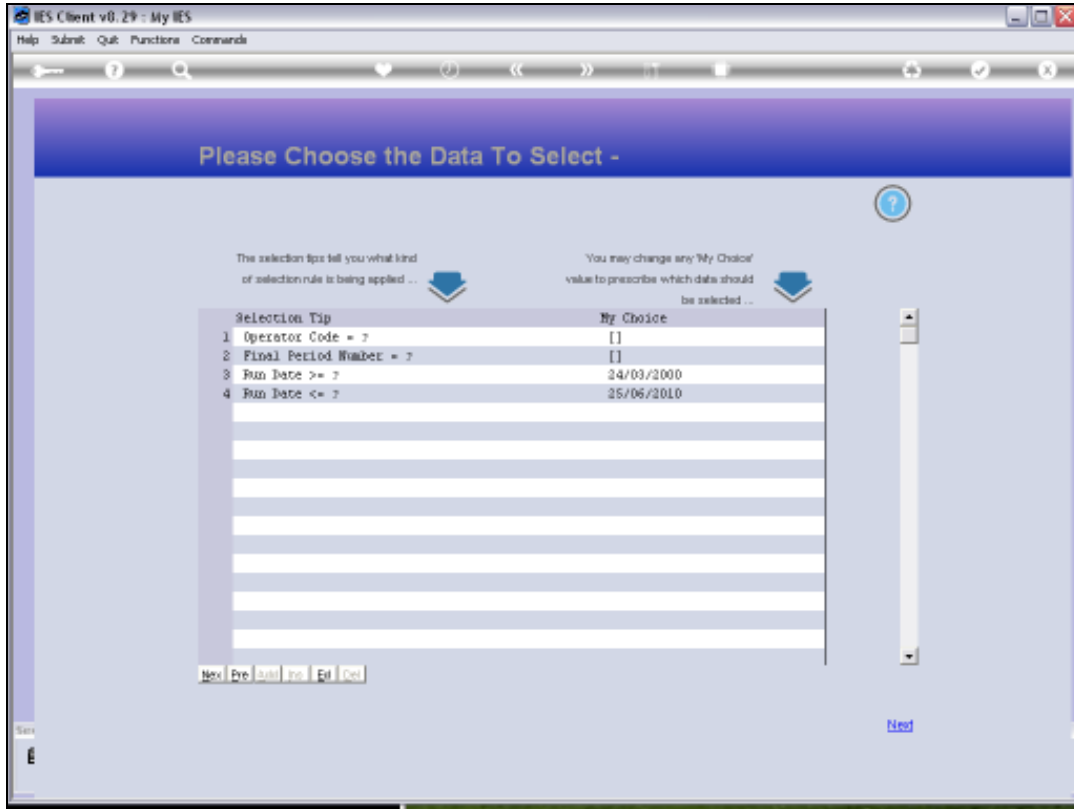 IES Client v8.29 : My IES
Help Submit Quit Functions Commands
Please Choose the Data To Select -
The selection tips tell you what kind
of selection rule is being applied ...
You may change any 'My Choice'
value to prescribe which data should
be selected ...
Selection Tip My Choice
1 Operator Code = ? []
2 Final Period Number = ? []
3 Run Date >= ? 24/03/2000
4 Run Date <= ? 25/06/2010
Nex Pre Add Ins Del
Next